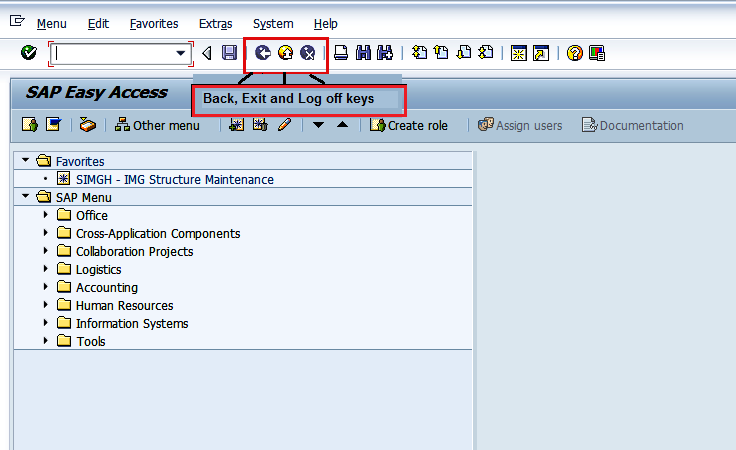 Menu Edit Favorites Extras System Help
SAP Easy Access
Back, Exit and Log off keys
Other menu Create role Assign users Documentation
Favorites
SIMGH - IMG Structure Maintenance
SAP Menu
Office
Cross-Application Components
Collaboration Projects
Logistics
Accounting
Human Resources
Information Systems
Tools